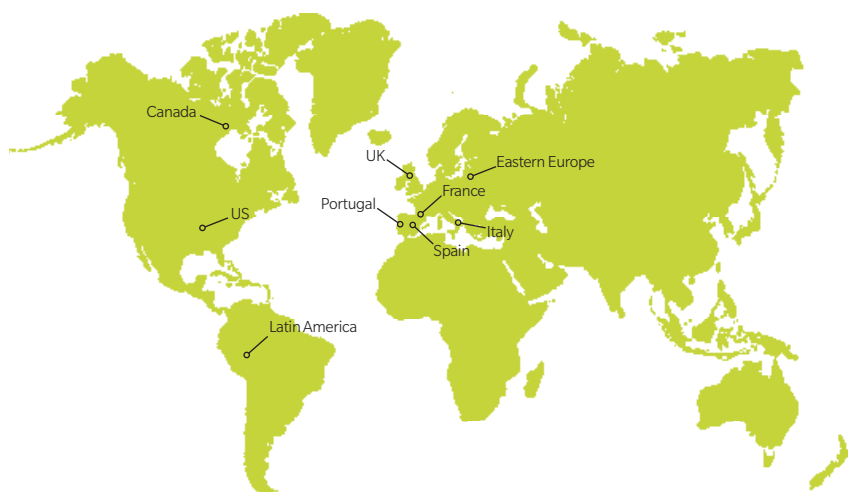 Canada
UK
Eastern Europe
France
Portugal
US
Italy
Spain
Latin America